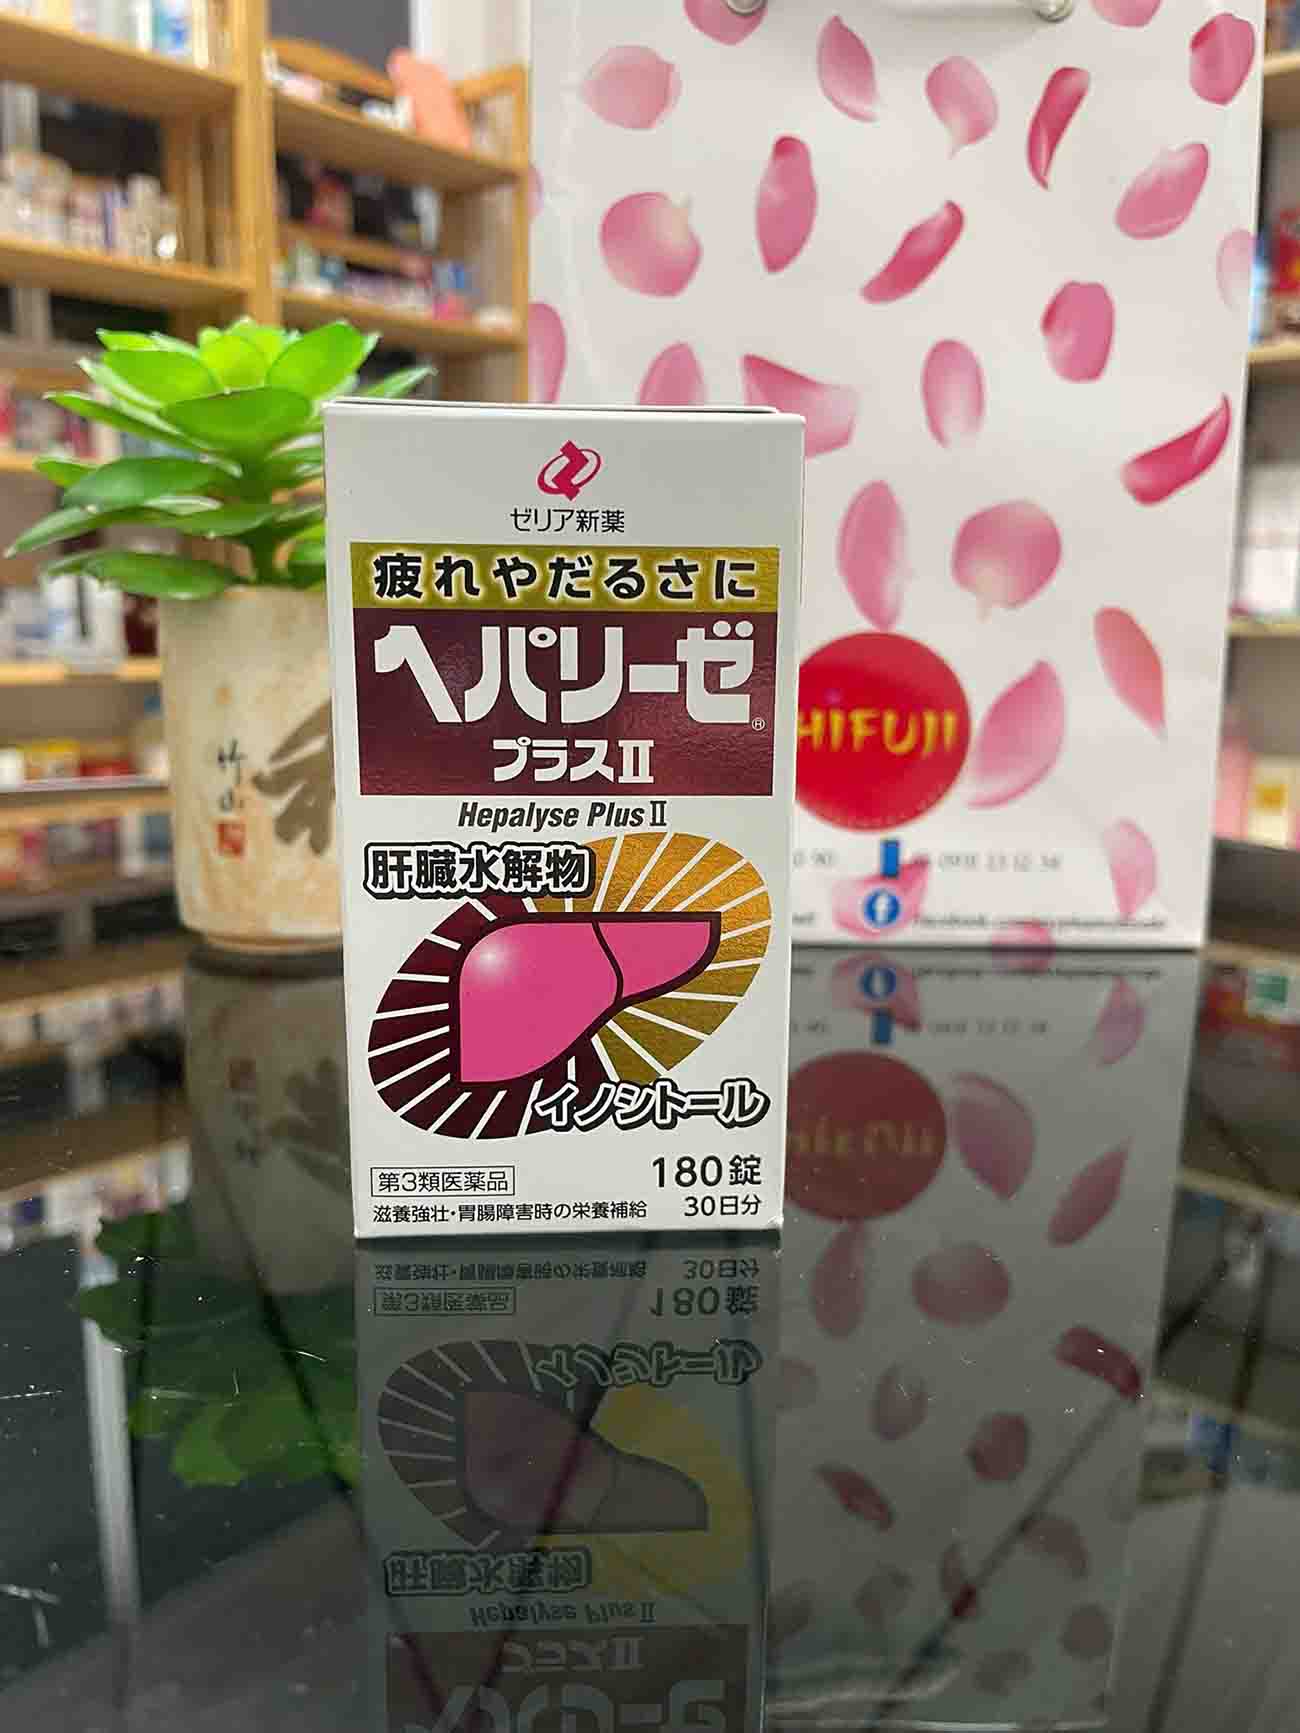 ゼリア新薬
疲れやだるさに
ヘパリーゼ®
プラスⅡ
Hepalyse Plus Ⅱ
肝臓水解物
イノシトール
第3類医薬品
180錠
滋養強壮・胃腸障害時の栄養補給
30日分
竹山
HIFUJI